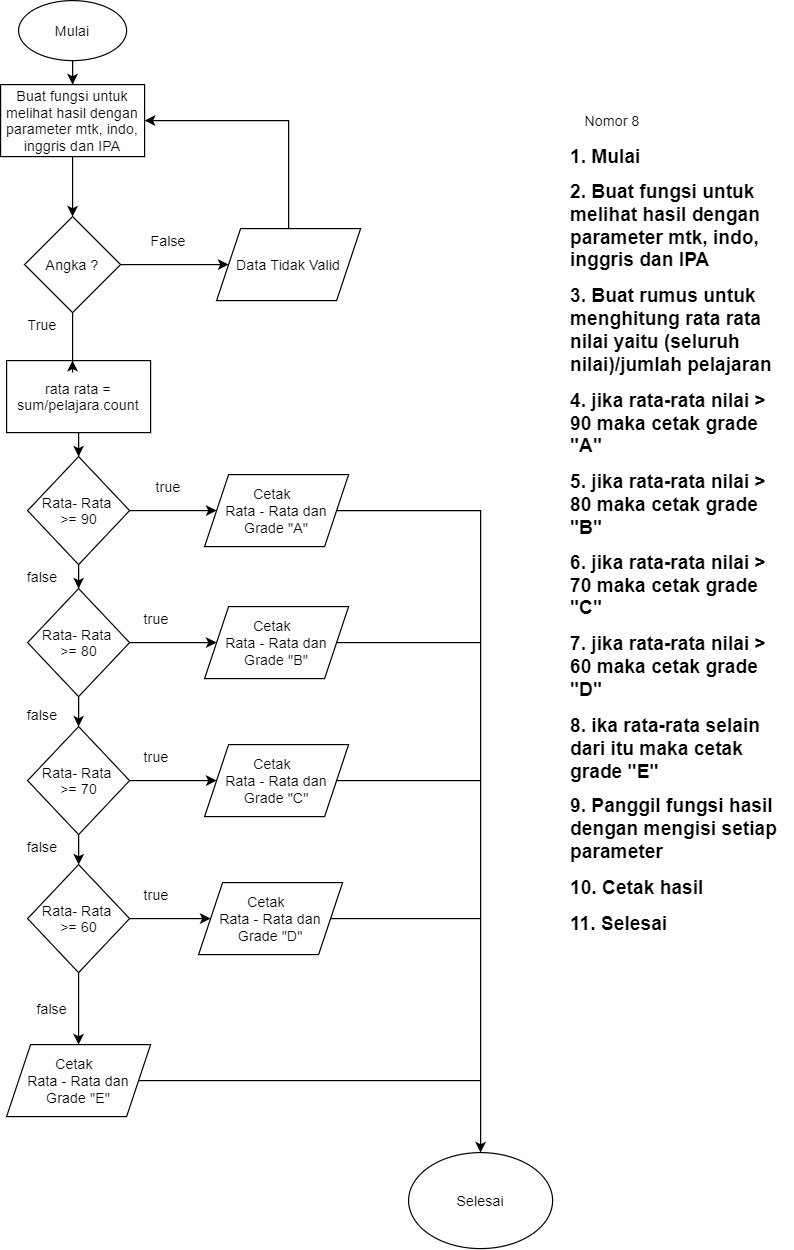 Mulai
Buat fungsi untuk
melihat hasil dengan
parameter mtk, indo,
inggris dan IPA
Angka ?
False
Data Tidak Valid
True
rata rata =
sum/pelajara.count
Rata- Rata
>= 90
true
Cetak
Rata - Rata dan
Grade "A"
false
Rata- Rata
>= 80
true
Cetak
Rata - Rata dan
Grade "B"
false
Rata- Rata
>= 70
true
Cetak
Rata - Rata dan
Grade "C"
false
Rata- Rata
>= 60
true
Cetak
Rata - Rata dan
Grade "D"
false
Cetak
Rata - Rata dan
Grade "E"
Selesai
Nomor 8
1. Mulai
2. Buat fungsi untuk
melihat hasil dengan
parameter mtk, indo,
inggris dan IPA
3. Buat rumus untuk
menghitung rata rata
nilai yaitu (seluruh
nilai)/jumlah pelajaran
4. jika rata-rata nilai >
90 maka cetak grade
"A"
5. jika rata-rata nilai >
80 maka cetak grade
"B"
6. jika rata-rata nilai >
70 maka cetak grade
"C"
7. jika rata-rata nilai >
60 maka cetak grade
"D"
8. ika rata-rata selain
dari itu maka cetak
grade "E"
9. Panggil fungsi hasil
dengan mengisi setiap
parameter
10. Cetak hasil
11. Selesai